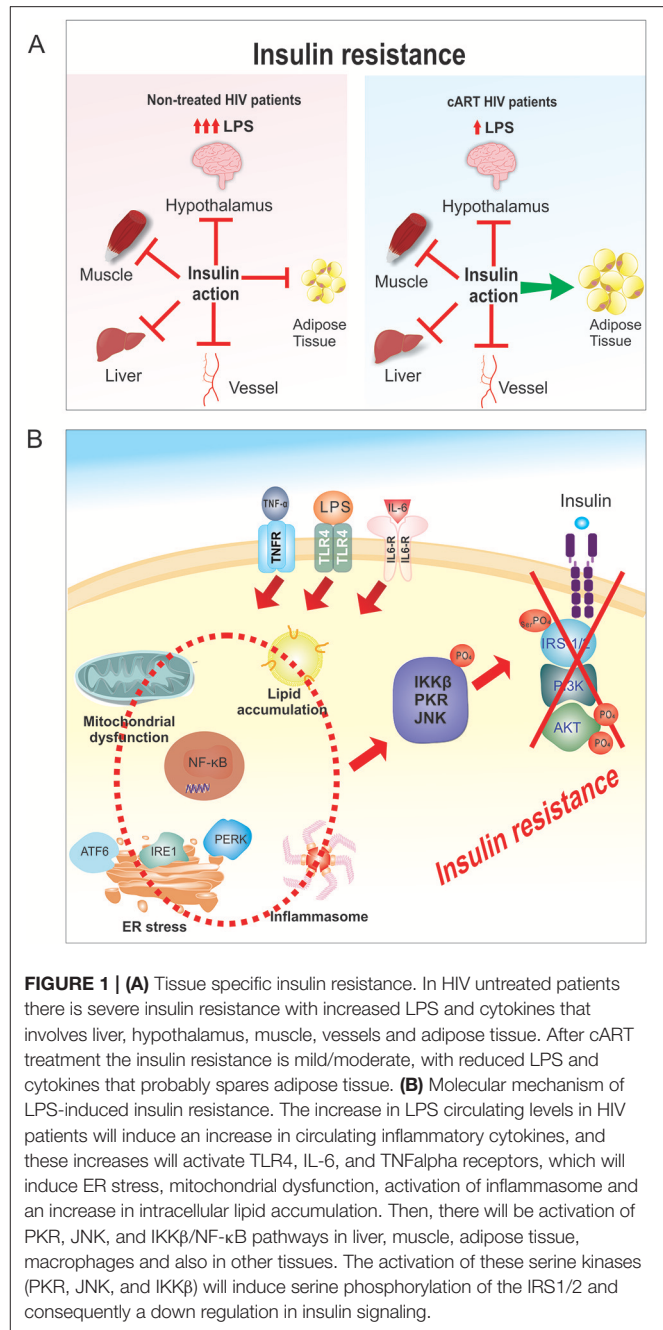 A
Insulin resistance
Non-treated HIV patients
LPS
Hypothalamus
Muscle
Insulin
action
Adipose
Tissue
Liver
Vessel
cART HIV patients
LPS
Hypothalamus
Muscle
Insulin
action
Adipose
Tissue
Liver
Vessel
B
TNF-α
LPS
IL-6
Insulin
TNFR
TLR4
TLR4
IL6-R
IL6-R
Lipid
accumulation
Mitochondrial
dysfunction
NF-κB
ATF6
IRE1
PERK
ER stress
Inflammasome
PO₄
IKKβ
PKR
JNK
SerPO₄
IRS-1/2
PI3K
AKT
PO₄
PO₄
Insulin resistance
FIGURE 1 | (A) Tissue specific insulin resistance. In HIV untreated patients
there is severe insulin resistance with increased LPS and cytokines that
involves liver, hypothalamus, muscle, vessels and adipose tissue. After cART
treatment the insulin resistance is mild/moderate, with reduced LPS and
cytokines that probably spares adipose tissue. (B) Molecular mechanism of
LPS-induced insulin resistance. The increase in LPS circulating levels in HIV
patients will induce an increase in circulating inflammatory cytokines, and
these increases will activate TLR4, IL-6, and TNFalpha receptors, which will
induce ER stress, mitochondrial dysfunction, activation of inflammasome and
an increase in intracellular lipid accumulation. Then, there will be activation of
PKR, JNK, and IKKβ/NF-κB pathways in liver, muscle, adipose tissue,
macrophages and also in other tissues. The activation of these serine kinases
(PKR, JNK, and IKKβ) will induce serine phosphorylation of the IRS1/2 and
consequently a down regulation in insulin signaling.